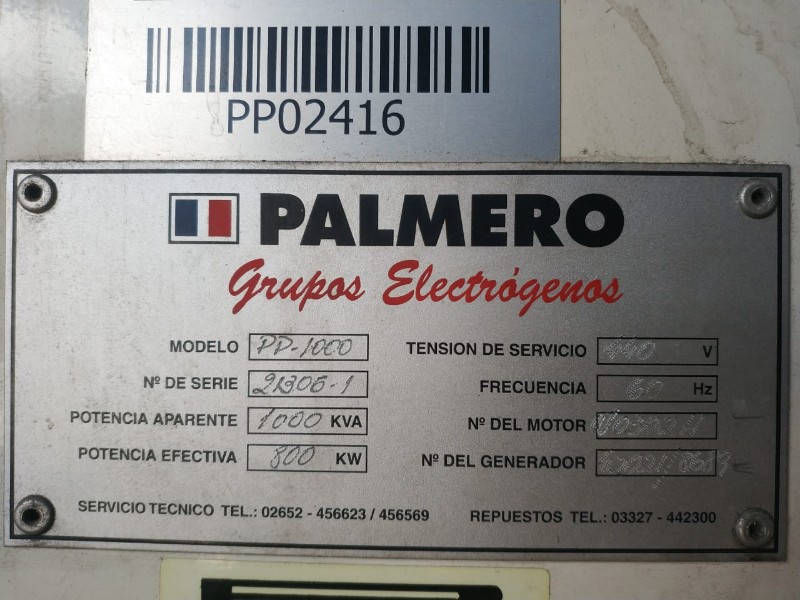 PP02416
PALMERO
Grupos Electrógenos
MODELO PP-1000
Nº DE SERIE 21306-1
POTENCIA APARENTE 1000 KVA
POTENCIA EFECTIVA 800 KW
TENSION DE SERVICIO 440 V
FRECUENCIA 60 Hz
Nº DEL MOTOR
Nº DEL GENERADOR
SERVICIO TECNICO TEL.: 02652 - 456623 / 456569
REPUESTOS TEL.: 03327 - 442300